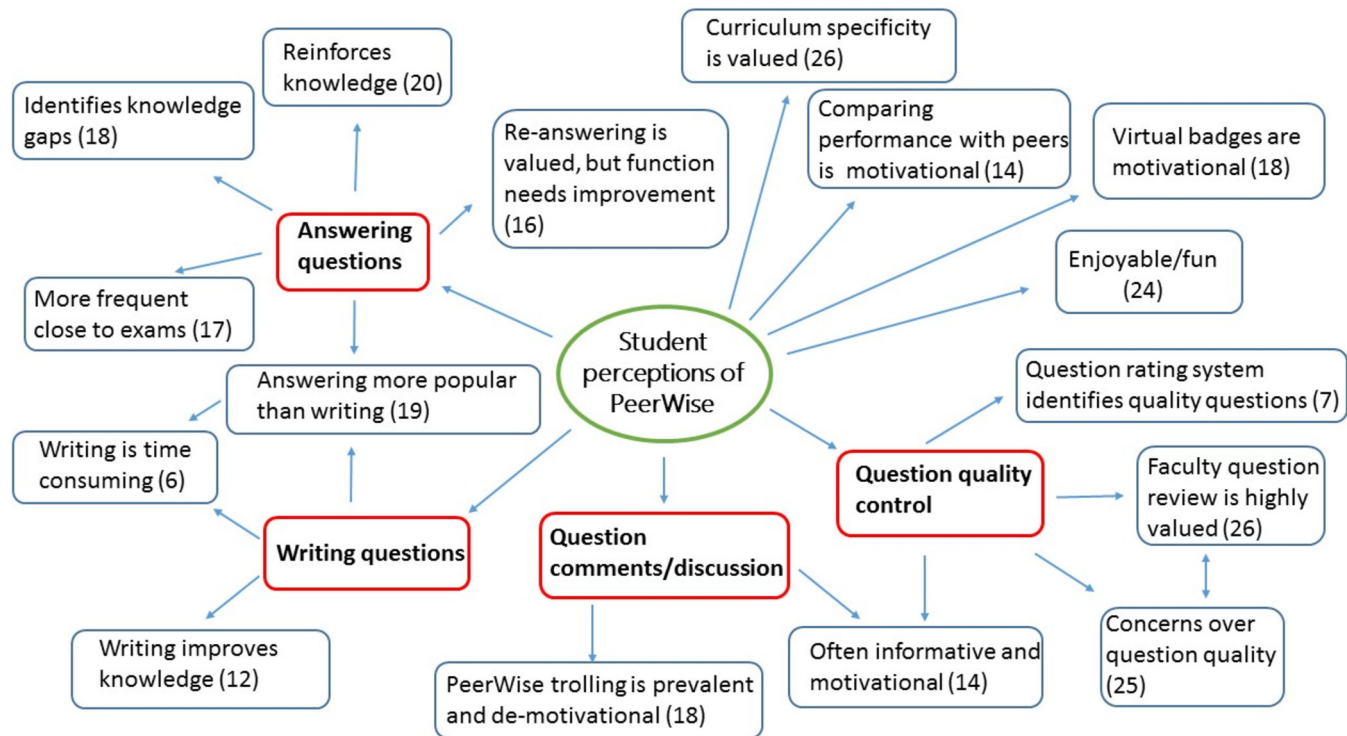 Curriculum specificity
is valued (26)
Reinforces
knowledge (20)
Identifies knowledge
gaps (18)
Comparing
performance with peers
is motivational (14)
Virtual badges are
motivational (18)
Re-answering is
valued, but function
needs improvement
(16)
Answering
questions
Enjoyable/fun
(24)
More frequent
close to exams (17)
Student
perceptions of
PeerWise
Answering more popular
than writing (19)
Question rating system
identifies quality questions (7)
Writing is time
consuming (6)
Question quality
control
Faculty question
review is highly
valued (26)
Writing questions
Question
comments/discussion
Writing improves
knowledge (12)
PeerWise trolling is prevalent
and de-motivational (18)
Often informative and
motivational (14)
Concerns over
question quality
(25)